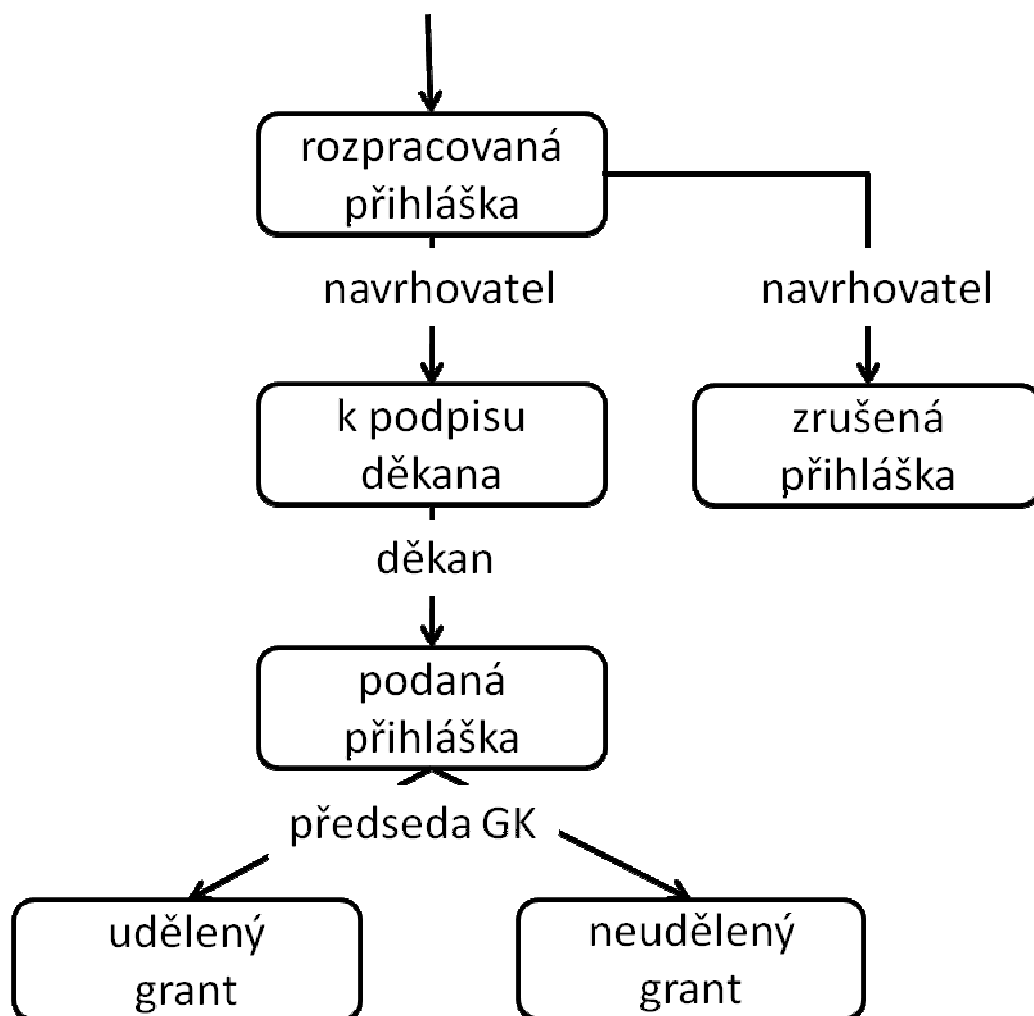 rozpracovaná
přihláška
navrhovatel
navrhovatel
k podpisu
děkana
zrušená
přihláška
děkan
podaná
přihláška
předseda GK
udělený
grant
neudělený
grant